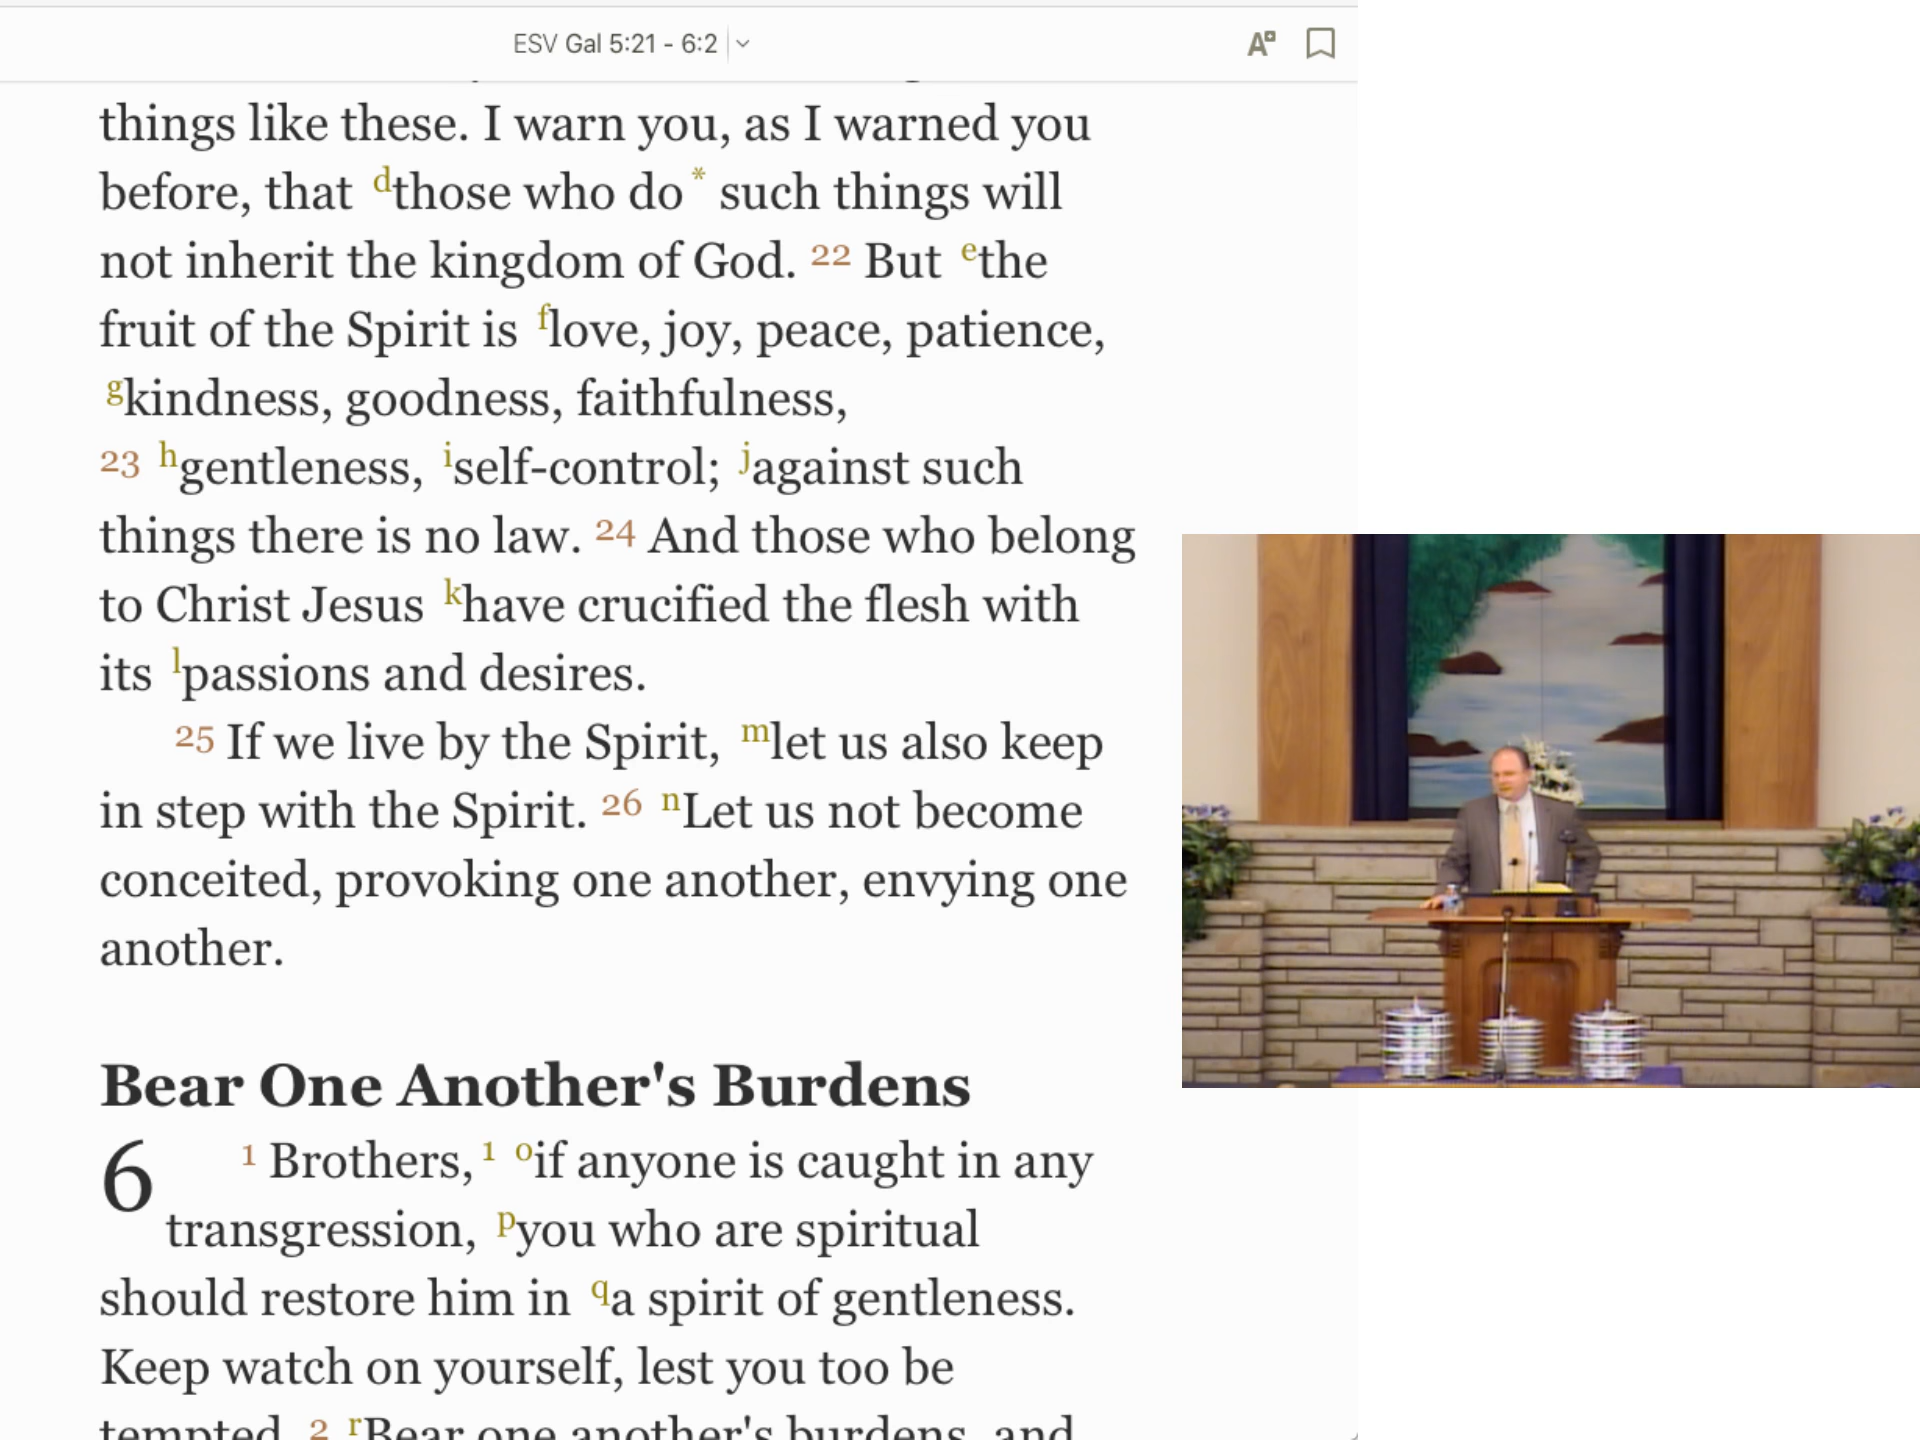 ESV Gal 5:21 - 6:2
A
things like these. I warn you, as I warned you
before, that dthose who do* such things will
not inherit the kingdom of God. 22 But ethe
fruit of the Spirit is flove, joy, peace, patience,
gkindness, goodness, faithfulness,
23 hgentleness, iself-control; jagainst such
things there is no law. 24 And those who belong
to Christ Jesus khave crucified the flesh with
its lpassions and desires.
25 If we live by the Spirit, mlet us also keep
in step with the Spirit. 26 nLet us not become
conceited, provoking one another, envying one
another.
Bear One Another's Burdens
6 1 Brothers,1 oif anyone is caught in any
transgression, pyou who are spiritual
should restore him in qa spirit of gentleness.
Keep watch on yourself, lest you too be
tempted. 2 rBear one another's burdens, and